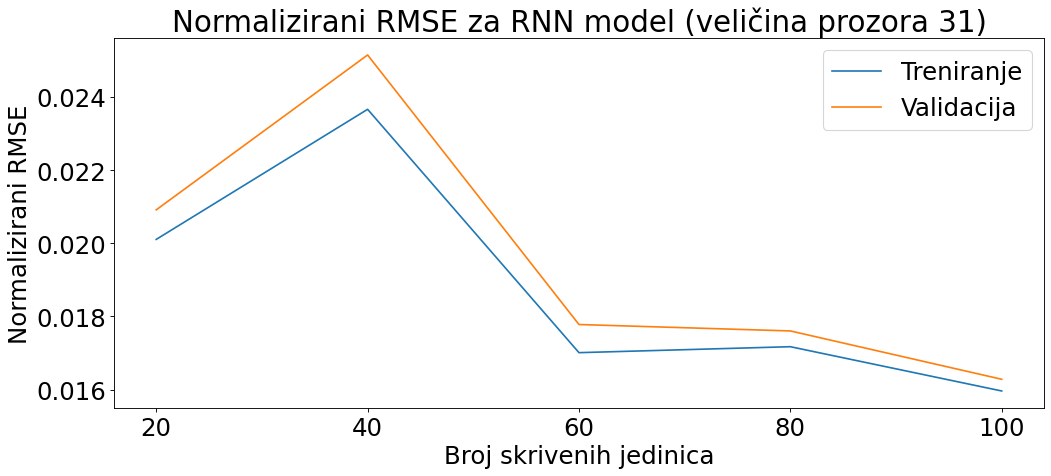 Normalizirani RMSE za RNN model (veličina prozora 31)
Treniranje
Validacija
Normalizirani RMSE
0.024
0.022
0.020
0.018
0.016
20 40 60 80 100
Broj skrivenih jedinica